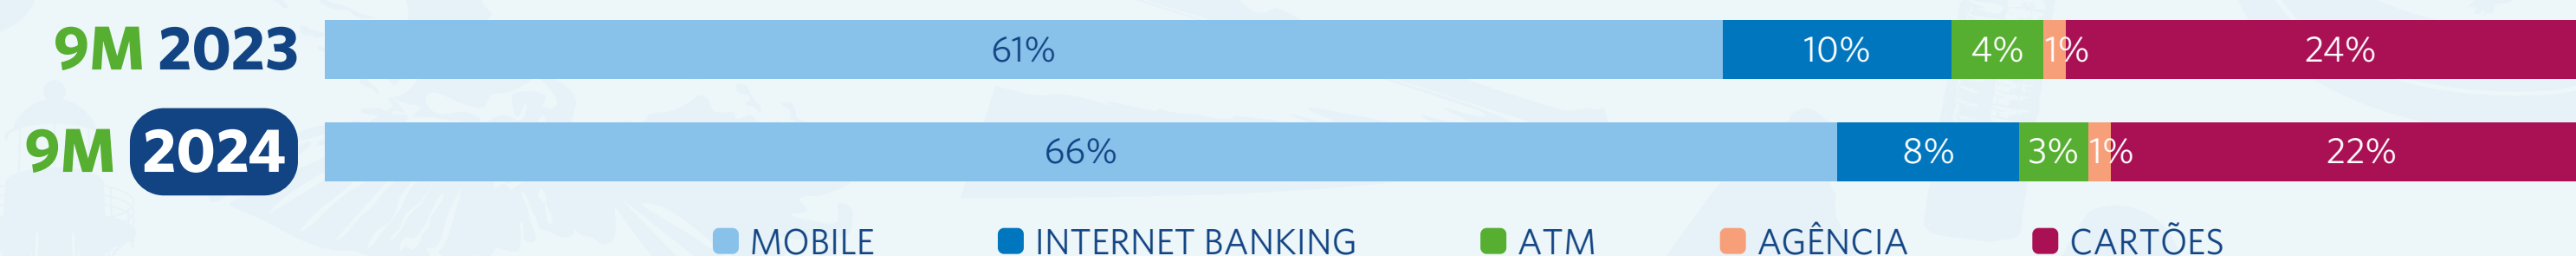 9M 2023 61% 10% 4% 1% 24%
9M 2024 66% 8% 3% 1% 22%
MOBILE INTERNET BANKING ATM AGÊNCIA CARTÕES